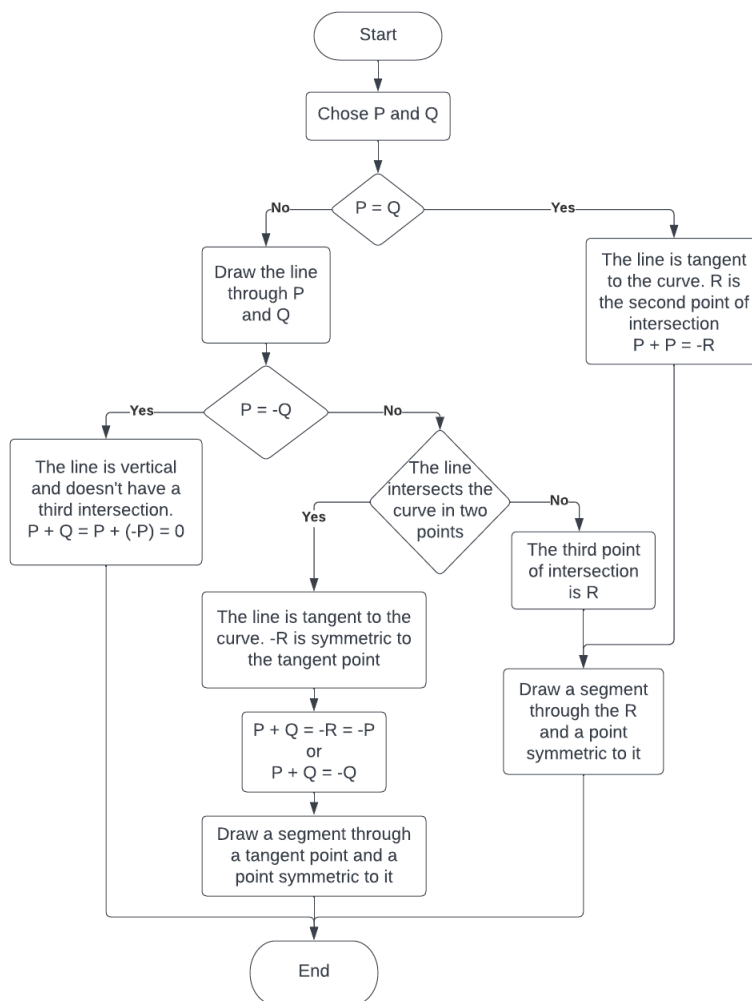 Start
Chose P and Q
P = Q
No
Yes
Draw the line
through P
and Q
The line is tangent
to the curve. R is
the second point of
intersection
P + P = -R
P = -Q
Yes
No
The line is vertical
and doesn't have a
third intersection.
P + Q = P + (-P) = 0
The line
intersects the
curve in two
points
Yes
No
The third point
of intersection
is R
The line is tangent to the
curve. -R is symmetric to
the tangent point
Draw a segment
through the R
and a point
symmetric to it
P + Q = -R = -P
or
P + Q = -Q
Draw a segment through
a tangent point and a
point symmetric to it
End